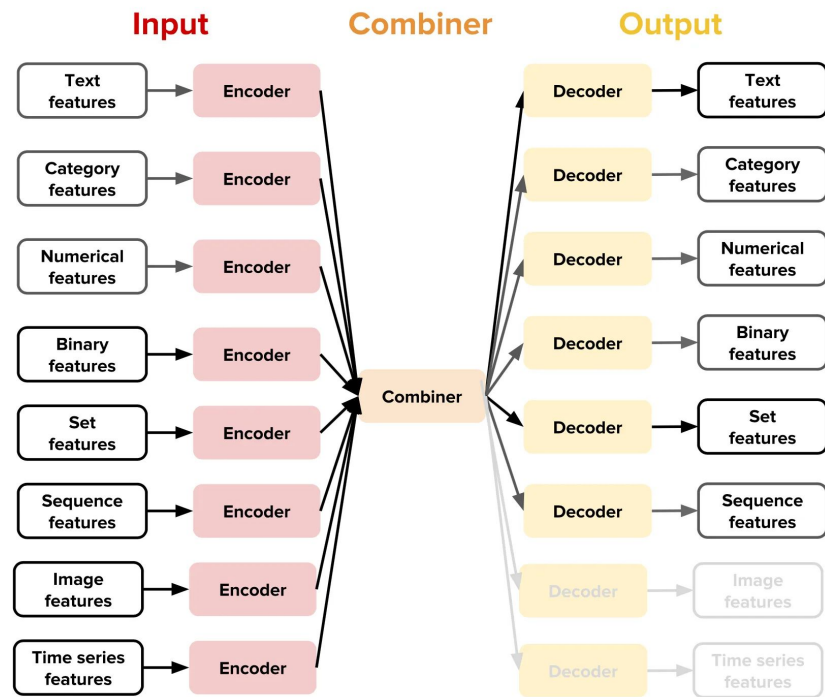 Input
Combiner
Output
Text
features
Encoder
Decoder
Text
features
Category
features
Encoder
Decoder
Category
features
Numerical
features
Encoder
Decoder
Numerical
features
Binary
features
Encoder
Decoder
Binary
features
Combiner
Set
features
Encoder
Decoder
Set
features
Sequence
features
Encoder
Decoder
Sequence
features
Image
features
Encoder
Decoder
Image
features
Time series
features
Encoder
Decoder
Time series
features